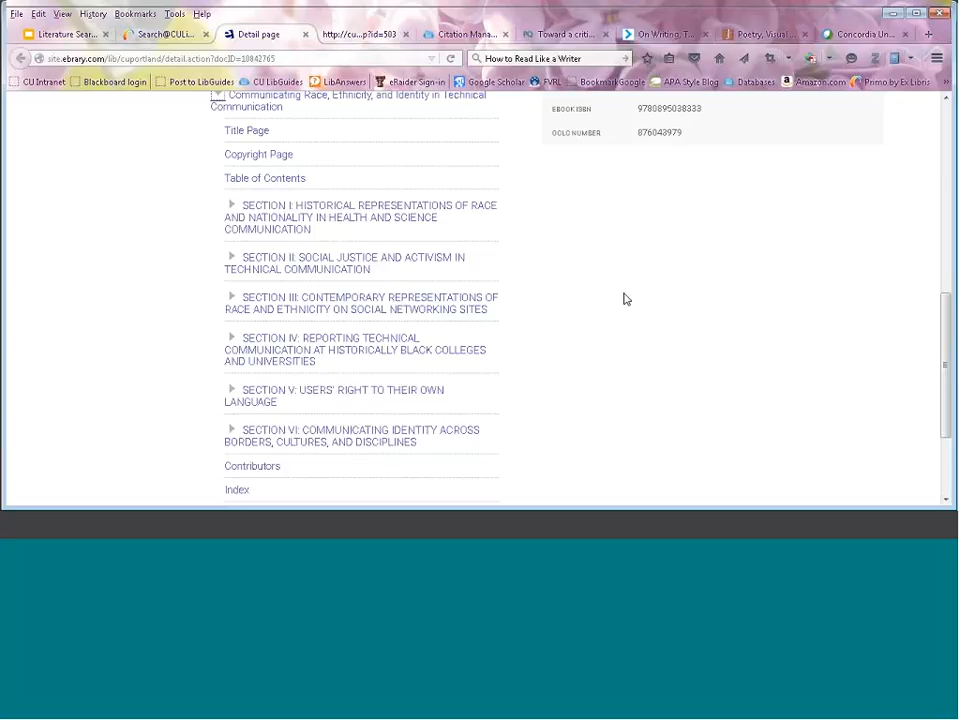 File Edit View History Bookmarks Tools Help
Literature Sear... × Search@CULi... × Detail page × http://cu...p?id=503 × Citation Mana... × Toward a criti... × On Writing, T... × Poetry, Visual... × Concordia Un... × +
site.ebrary.com/lib/cuportland/detail.action?docID=10842765 How to Read Like a Writer
CU Intranet Blackboard login Post to LibGuides CU LibGuides LibAnswers eRaider Sign-in Google Scholar FVRL BookmarkGoogle APA Style Blog Databases Amazon.com Primo by Ex Libris »
Communicating Race, Ethnicity, and Identity in Technical
Communication
Title Page
Copyright Page
Table of Contents
SECTION I: HISTORICAL REPRESENTATIONS OF RACE
AND NATIONALITY IN HEALTH AND SCIENCE
COMMUNICATION
SECTION II: SOCIAL JUSTICE AND ACTIVISM IN
TECHNICAL COMMUNICATION
SECTION III: CONTEMPORARY REPRESENTATIONS OF
RACE AND ETHNICITY ON SOCIAL NETWORKING SITES
SECTION IV: REPORTING TECHNICAL
COMMUNICATION AT HISTORICALLY BLACK COLLEGES
AND UNIVERSITIES
SECTION V: USERS' RIGHT TO THEIR OWN
LANGUAGE
SECTION VI: COMMUNICATING IDENTITY ACROSS
BORDERS, CULTURES, AND DISCIPLINES
Contributors
Index
EBOOK ISBN 9780895038333
OCLC NUMBER 876043979